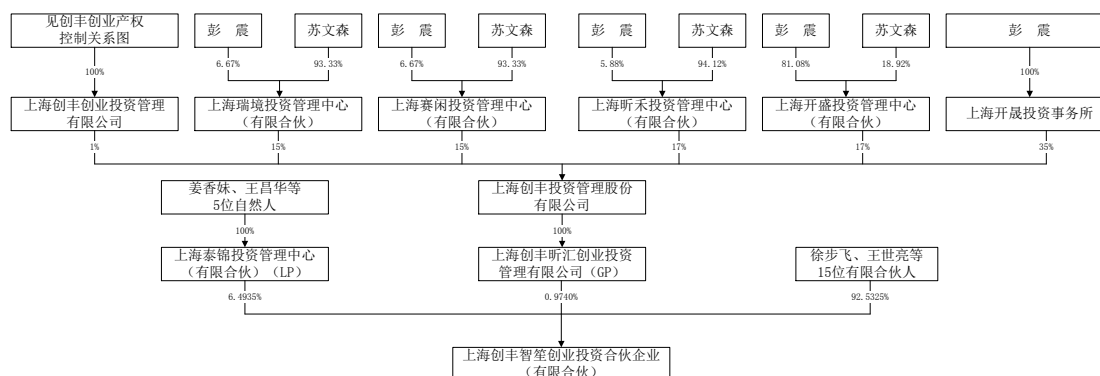 见创丰创业产权
控制关系图
彭　震
苏文森
彭　震
苏文森
彭　震
苏文森
彭　震
苏文森
彭　震
100%
6.67%
93.33%
6.67%
93.33%
5.88%
94.12%
81.08%
18.92%
100%
上海创丰创业投资管理
有限公司
上海瑞境投资管理中心
(有限合伙)
上海赛闲投资管理中心
(有限合伙)
上海昕禾投资管理中心
(有限合伙)
上海开盛投资管理中心
(有限合伙)
上海开晟投资事务所
1%
15%
15%
17%
17%
35%
姜香妹、王昌华等
5位自然人
上海创丰投资管理股份
有限公司
100%
100%
上海泰锦投资管理中心
(有限合伙)(LP)
上海创丰昕汇创业投资
管理有限公司(GP)
徐步飞、王世亮等
15位有限合伙人
6.4935%
0.9740%
92.5325%
上海创丰智笙创业投资合伙企业
(有限合伙)